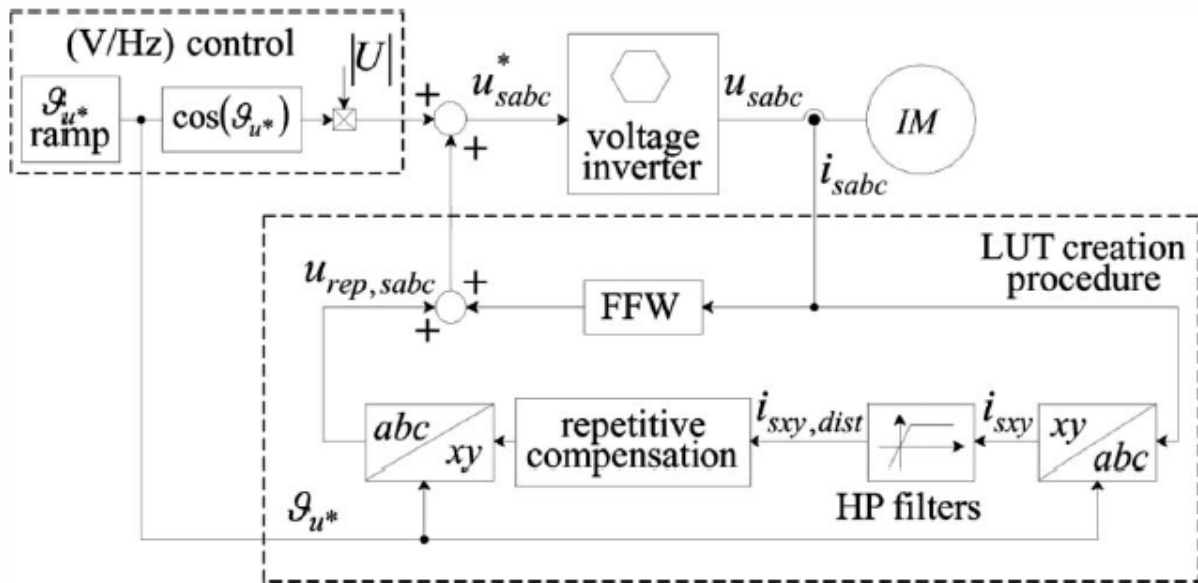 (V/Hz) control
|U|
ϑu*
ramp
cos(ϑu*)
+
+
u*sabc
voltage
inverter
usabc
IM
isabc
LUT creation
procedure
urep,sabc
+
+
FFW
abc
xy
repetitive
compensation
isxy,dist
HP filters
isxy
xy
abc
ϑu*